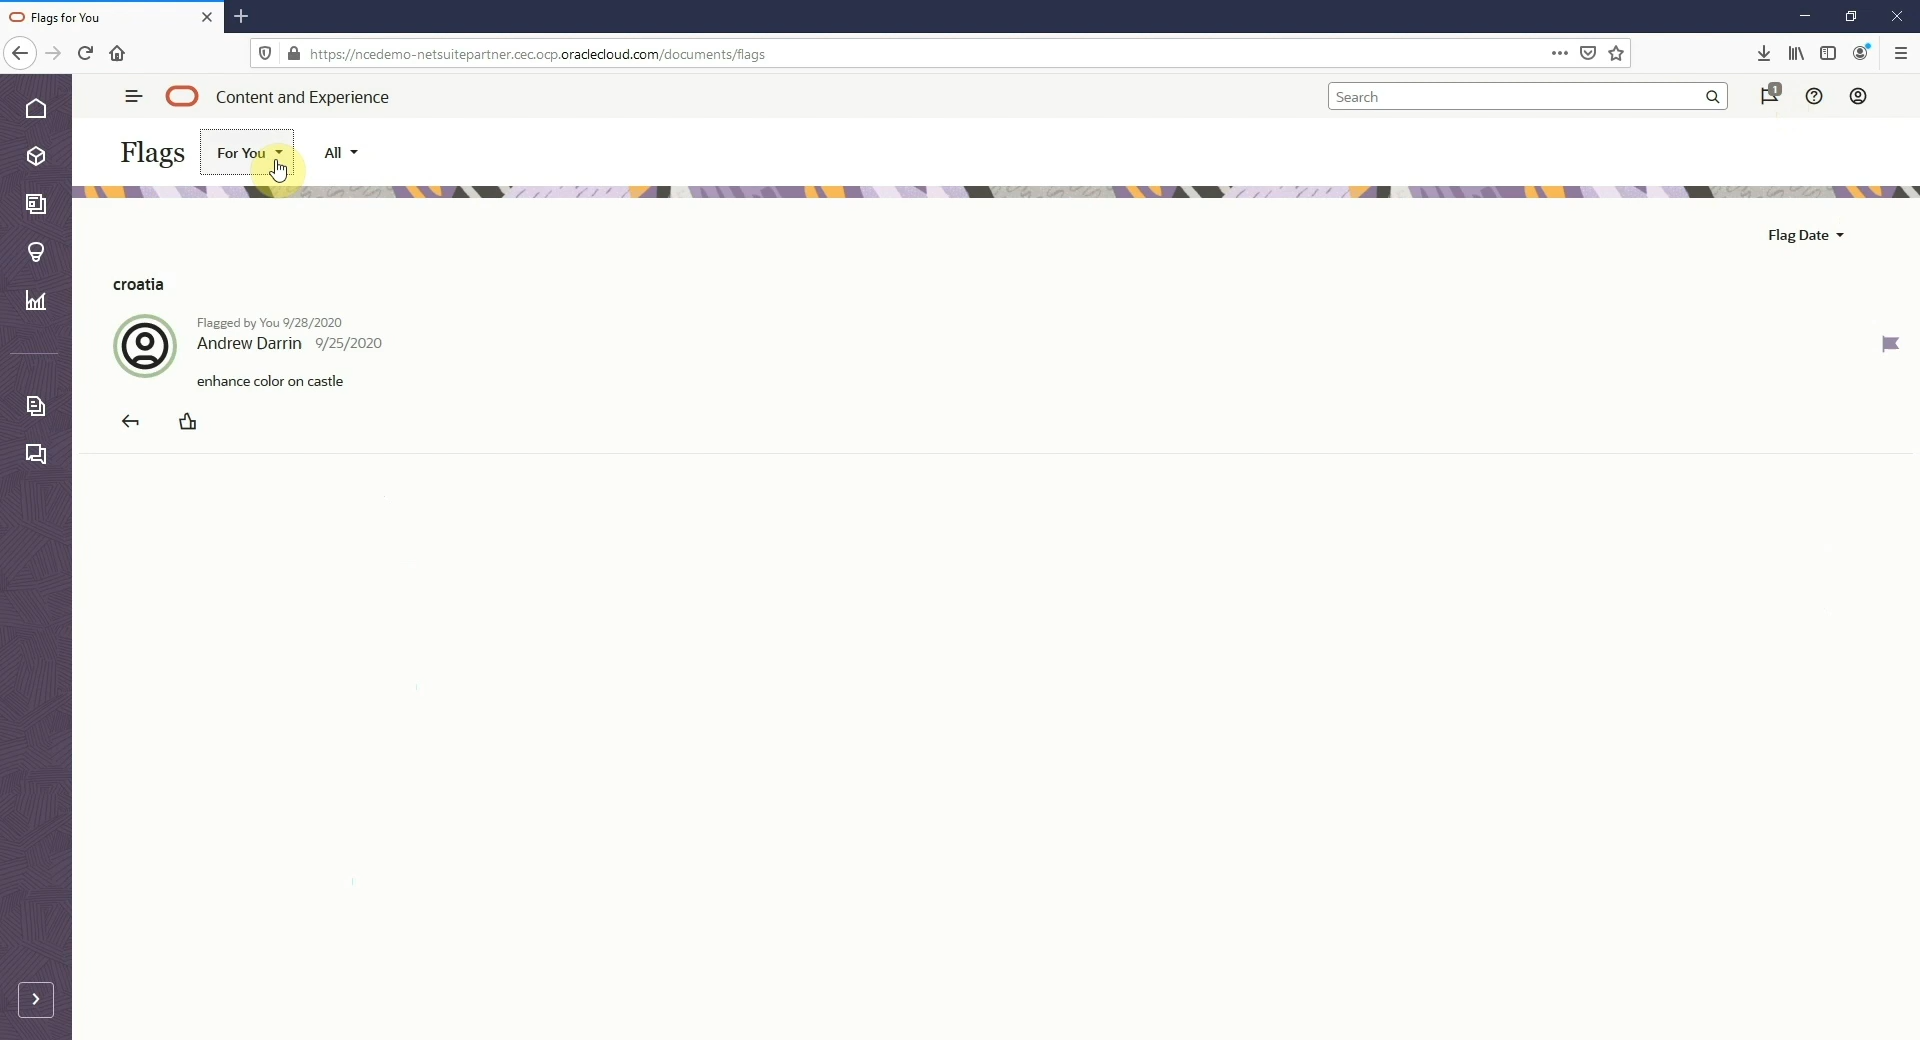 Flags for You
https://ncedemo-netsuitepartner.cec.ocp.oraclecloud.com/documents/flags
Content and Experience
Search
1
Flags
For You
All
Flag Date
croatia
Flagged by You 9/28/2020
Andrew Darrin 9/25/2020
enhance color on castle